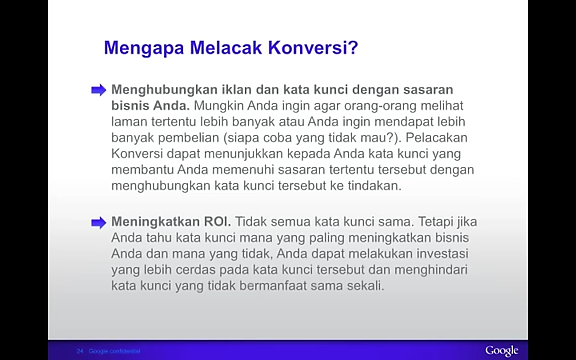 Mengapa Melacak Konversi?
Menghubungkan iklan dan kata kunci dengan sasaran
bisnis Anda. Mungkin Anda ingin agar orang-orang melihat
laman tertentu lebih banyak atau Anda ingin mendapat lebih
banyak pembelian (siapa coba yang tidak mau?). Pelacakan
Konversi dapat menunjukkan kepada Anda kata kunci yang
membantu Anda memenuhi sasaran tertentu tersebut dengan
menghubungkan kata kunci tersebut ke tindakan.
Meningkatkan ROI. Tidak semua kata kunci sama. Tetapi jika
Anda tahu kata kunci mana yang paling meningkatkan bisnis
Anda dan mana yang tidak, Anda dapat melakukan investasi
yang lebih cerdas pada kata kunci tersebut dan menghindari
kata kunci yang tidak bermanfaat sama sekali.
24 Google confidential
Google